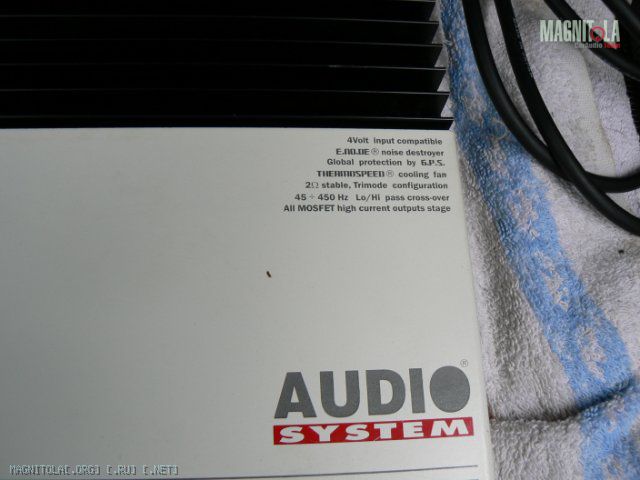 MAGNITOLA
CarAudio Team
4Volt input compatible
E.NO.DE® noise destroyer
Global protection by G.P.S.
THERMOSPEED® cooling fan
2Ω stable, Trimode configuration
45 ÷ 450 Hz Lo/Hi pass cross-over
All MOSFET high current outputs stage
AUDIO®
SYSTEM
MAGNITOLA[.ORG] [.RU] [.NET]